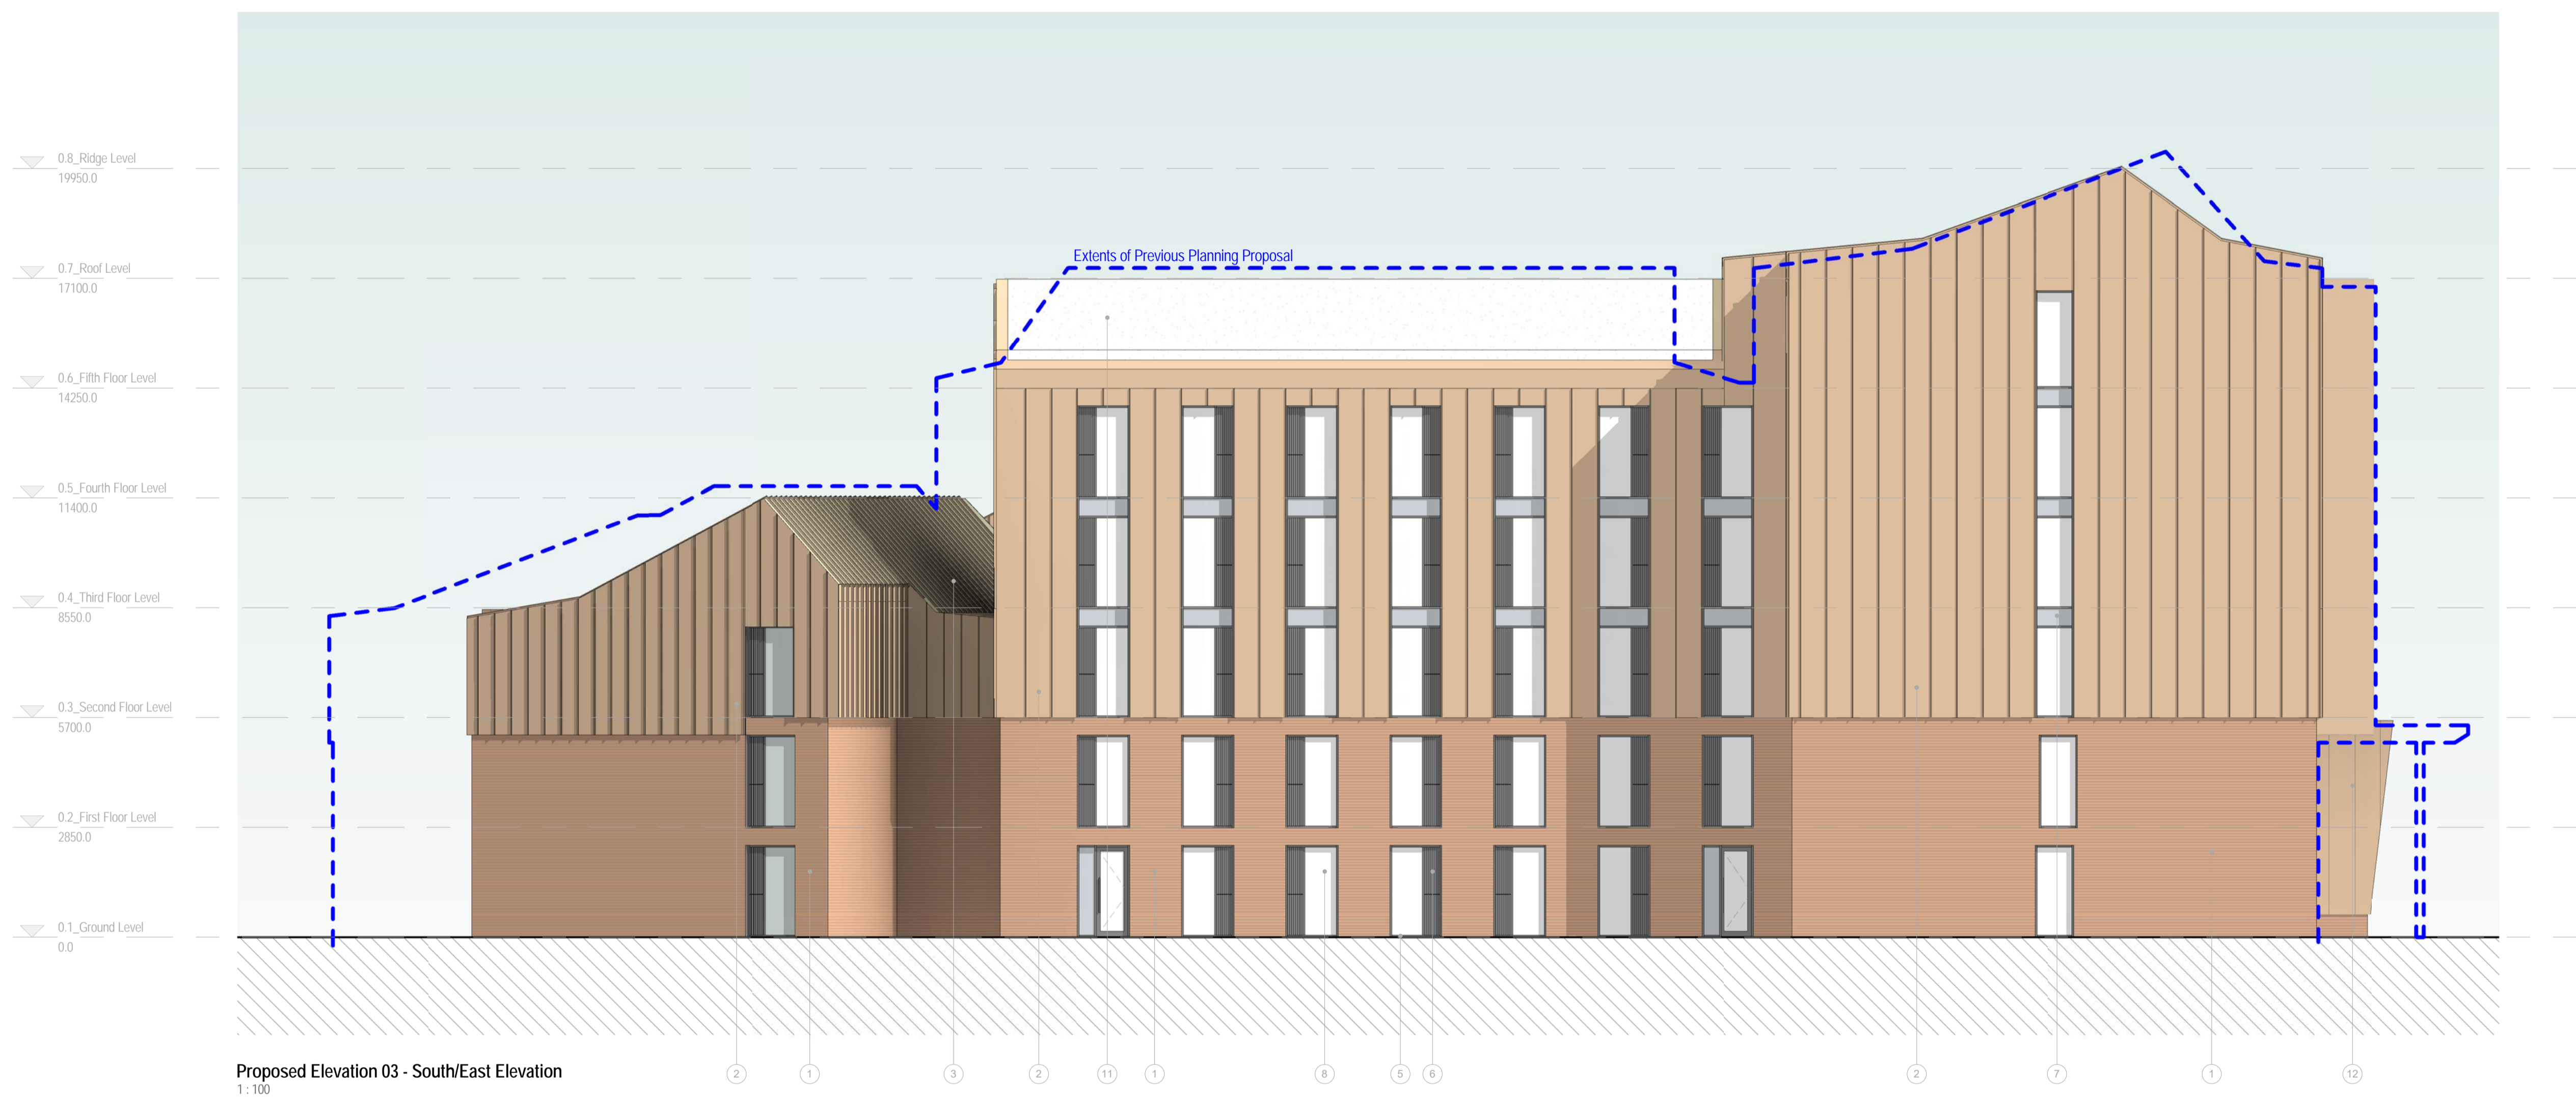 0.8_Ridge Level
19950.0
Extents of Previous Planning Proposal
0.7_Roof Level
17100.0
0.6_Fifth Floor Level
14250.0
0.5_Fourth Floor Level
11400.0
0.4_Third Floor Level
8550.0
0.3_Second Floor Level
5700.0
0.2_First Floor Level
2850.0
0.1_Ground Level
0.0
2 1 3 2 11 1 8 5 6 2 7 1 12
Proposed Elevation 03 - South/East Elevation
1 : 100